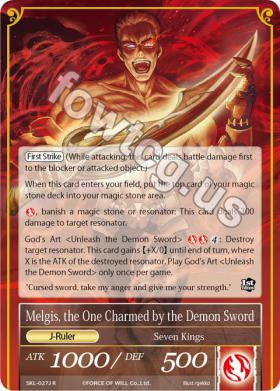 First Strike (While attacking, this card deals battle damage first
to the blocker or attacked object.)
When this card enters your field, put the top card of your magic
stone deck into your magic stone area.
, banish a magic stone or resonator: This card deals 200
damage to target resonator.
God's Art <Unleash the Demon Sword> 4: Destroy
target resonator. This card gains [+X/0] until end of turn, where
X is the ATK of the destroyed resonator. Play God's Art
<Unleash the Demon Sword> only once per game.
"Cursed sword, take my anger and give me your strength."
1st Edition
Melgis, the One Charmed by the Demon Sword
J-Ruler Seven Kings
ATK 1000/ DEF 500
SKL-027J R ©FORCE OF WILL Co.,Ltd. Illust/gekko
fowtcg.us